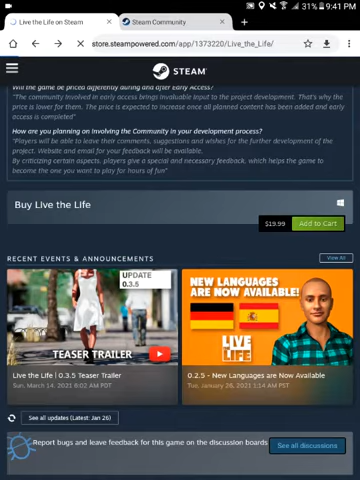 31% 9:41 PM
Live the Life on Steam
Steam Community
store.steampowered.com/app/1373220/Live_the_Life/
STEAM
Will the game be priced differently during and after Early Access?
"The community involved in early access brings invaluable input to the project development. That's why the
price is lower for them. The price is expected to increase once all planned content has been added and early
access is completed"
How are you planning on involving the Community in your development process?
"Players will be able to leave their comments, suggestions and wishes for the further development of the
project. Website and email for your feedback will be available.
By criticizing certain aspects, players give a special and necessary feedback, which helps the game to
become the one you want to play for hours of fun"
Buy Live the Life
$19.99 Add to Cart
RECENT EVENTS & ANNOUNCEMENTS
View All
UPDATE
0.3.5
TEASER TRAILER
NEW LANGUAGES
ARE NOW AVAILABLE!
LIVE
THE
LIFE
Live the Life | 0.3.5 Teaser Trailer
Sun, March 14, 2021 6:02 AM PDT
0.2.5 - New Languages are Now Available
Tue, January 26, 2021 1:14 AM PST
See all updates (Latest: Jan 26)
Report bugs and leave feedback for this game on the discussion boards
See all discussions